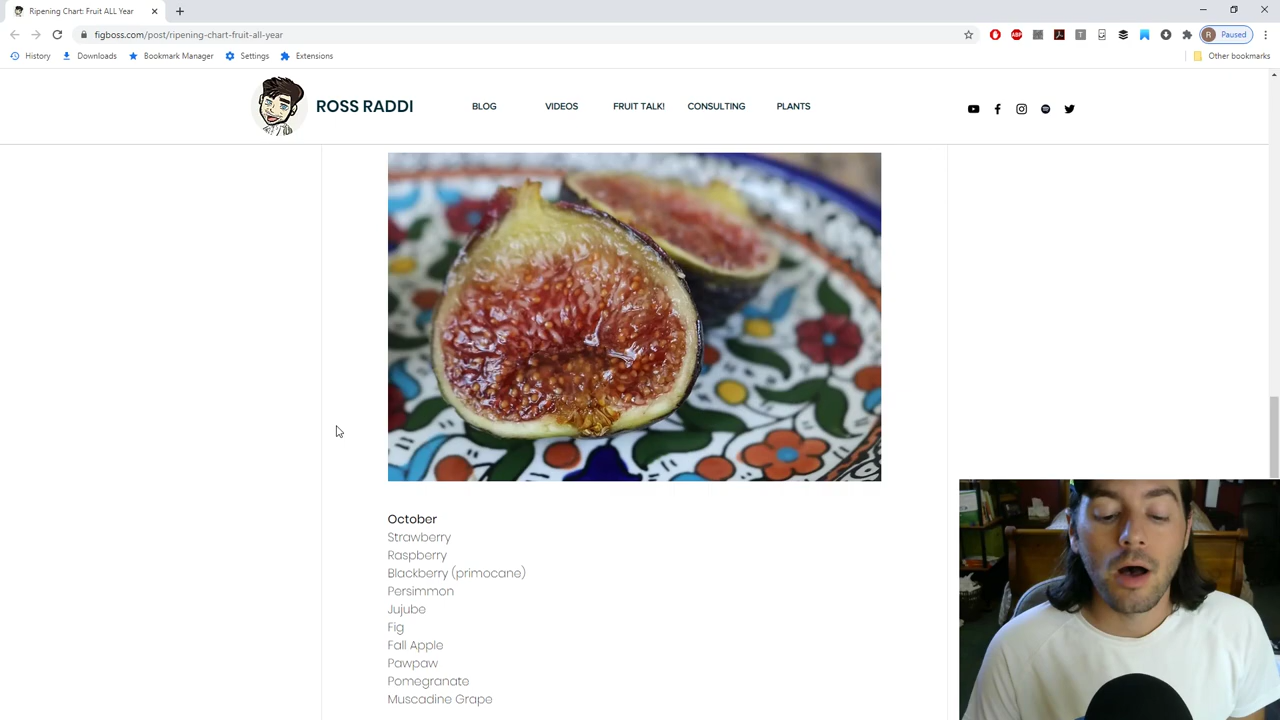 Ripening Chart: Fruit ALL Year
figboss.com/post/ripening-chart-fruit-all-year
R Paused
History Downloads Bookmark Manager Settings Extensions Other bookmarks
ROSS RADDI BLOG VIDEOS FRUIT TALK! CONSULTING PLANTS
October
Strawberry
Raspberry
Blackberry (primocane)
Persimmon
Jujube
Fig
Fall Apple
Pawpaw
Pomegranate
Muscadine Grape